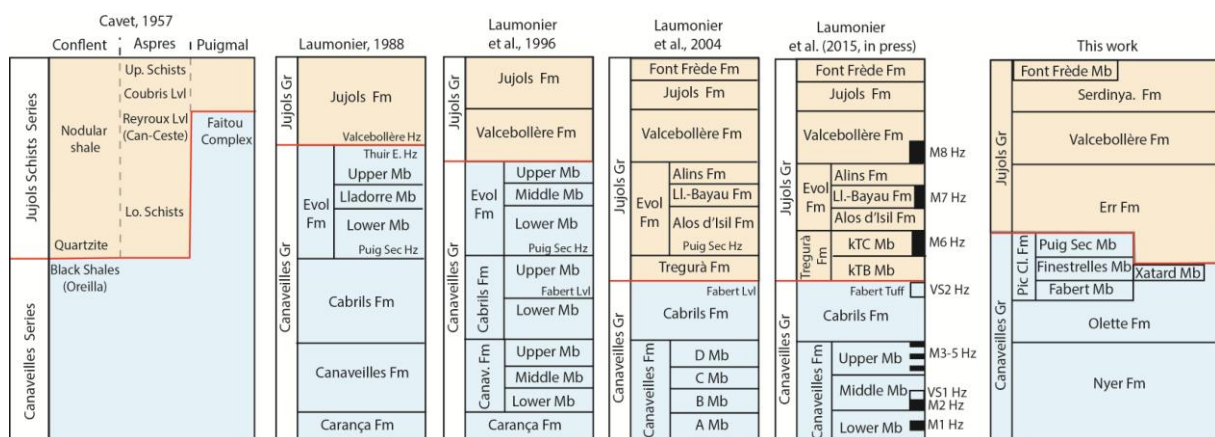 Cavet, 1957
Conflent
Aspres
Puigmal
Jujols Schists Series
Canaveilles Series
Nodular
shale
Quartzite
Black Shales
(Oreilla)
Up. Schists
Coubris Lvl
Reyroux Lvl
(Can-Ceste)
Lo. Schists
Faitou
Complex
Laumonier, 1988
Jujols Gr
Canaveilles Gr
Jujols Fm
Valcebollère Hz
Thuir E. Hz
Evol
Fm
Upper Mb
Lladorre Mb
Lower Mb
Puig Sec Hz
Cabrils Fm
Canaveilles Fm
Carança Fm
Laumonier
et al., 1996
Jujols Gr
Canaveilles Gr
Jujols Fm
Valcebollère Fm
Evol
Fm
Upper Mb
Middle Mb
Lower Mb
Puig Sec Hz
Cabrils Fm
Upper Mb
Fabert Lvl
Lower Mb
Canav. Fm
Upper Mb
Middle Mb
Lower Mb
Carança Fm
Laumonier
et al., 2004
Jujols Gr
Canaveilles Gr
Font Frède Fm
Jujols Fm
Valcebollère Fm
Evol
Fm
Alins Fm
Ll.-Bayau Fm
Alos d'Isil Fm
Puig Sec Hz
Tregurà Fm
Fabert Lvl
Cabrils Fm
Canaveilles Fm
D Mb
C Mb
B Mb
A Mb
Laumonier
et al. (2015, in press)
Jujols Gr
Canaveilles Gr
Font Frède Fm
Jujols Fm
Valcebollère Fm
M8 Hz
Evol
Fm
Alins Fm
Ll.-Bayau Fm
M7 Hz
Alos d'Isil Fm
Tregurà
Fm
kTC Mb
M6 Hz
kTB Mb
Fabert Tuff
VS2 Hz
Cabrils Fm
Canaveilles Fm
Upper Mb
M3-5 Hz
Middle Mb
VS1 Hz
M2 Hz
Lower Mb
M1 Hz
This work
Jujols Gr
Canaveilles Gr
Font Frède Mb
Serdinya. Fm
Valcebollère Fm
Err Fm
Pic Cl. Fm
Puig Sec Mb
Finestrelles Mb
Xatard Mb
Fabert Mb
Olette Fm
Nyer Fm